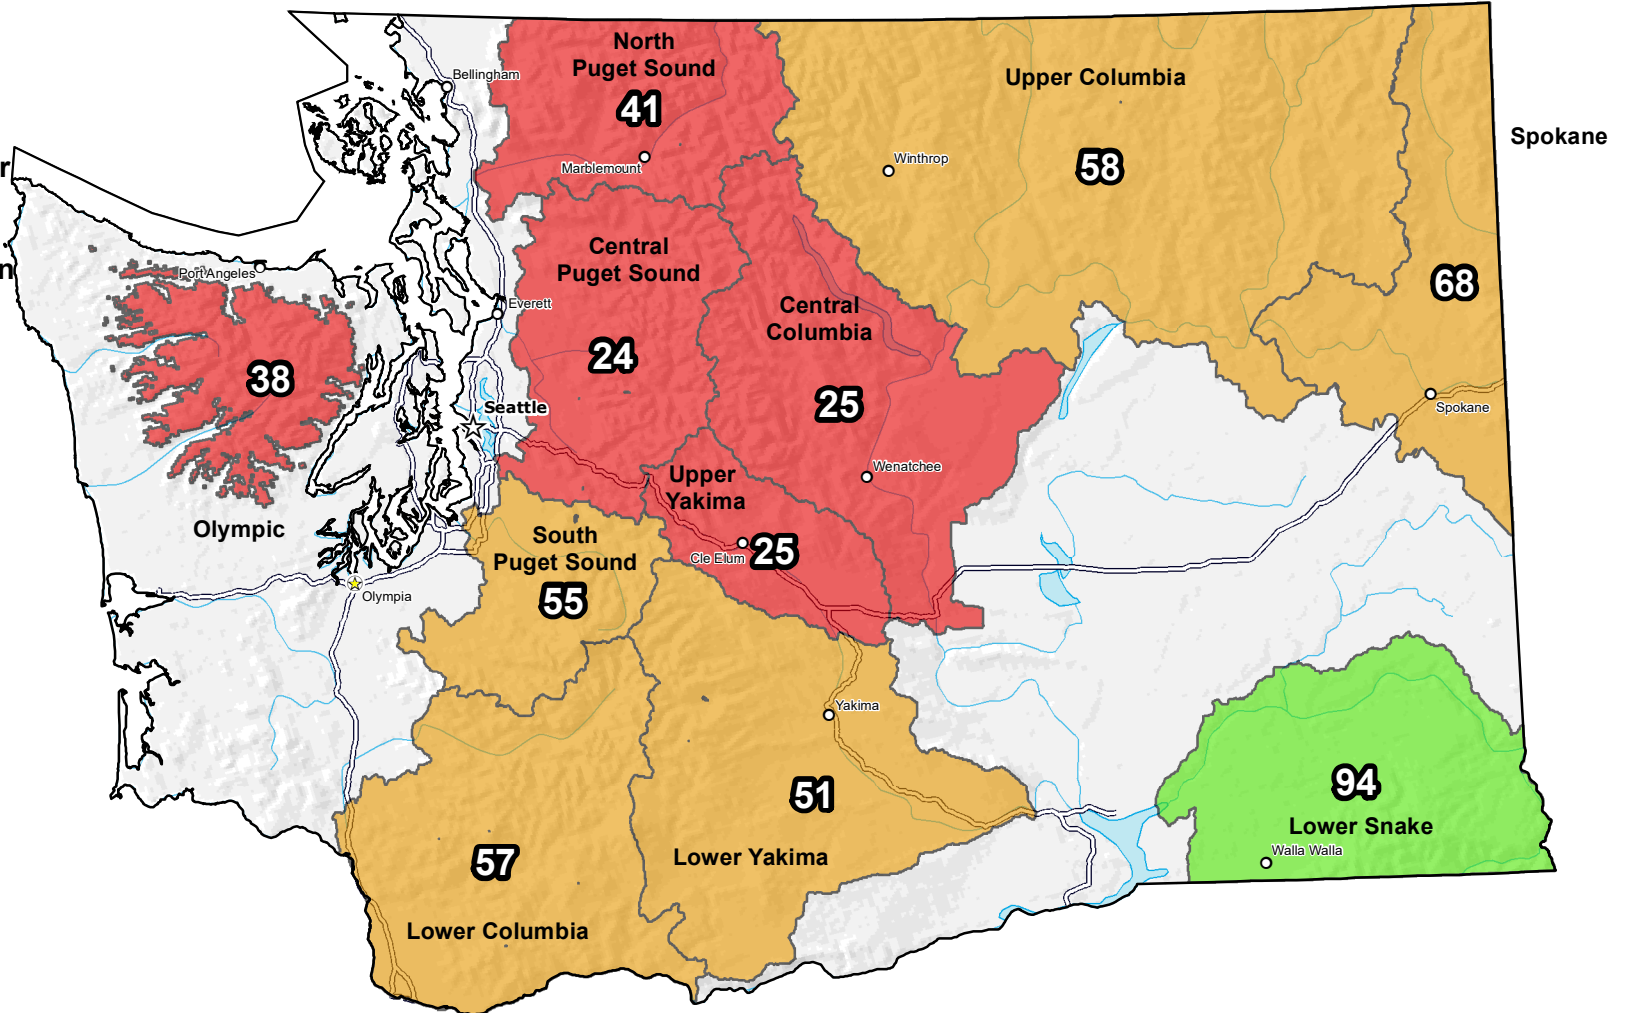 North
Puget Sound
41
Bellingham
Upper Columbia
Spokane
r
Marblemount
Winthrop
58
Central
Puget Sound
n
Port Angeles
68
Everett
Central
Columbia
24
38
25
Seattle
Spokane
Wenatchee
Upper
Yakima
Olympic
South
Puget Sound
Cle Elum
25
55
Olympia
Yakima
51
94
Lower Snake
Walla Walla
57
Lower Yakima
Lower Columbia